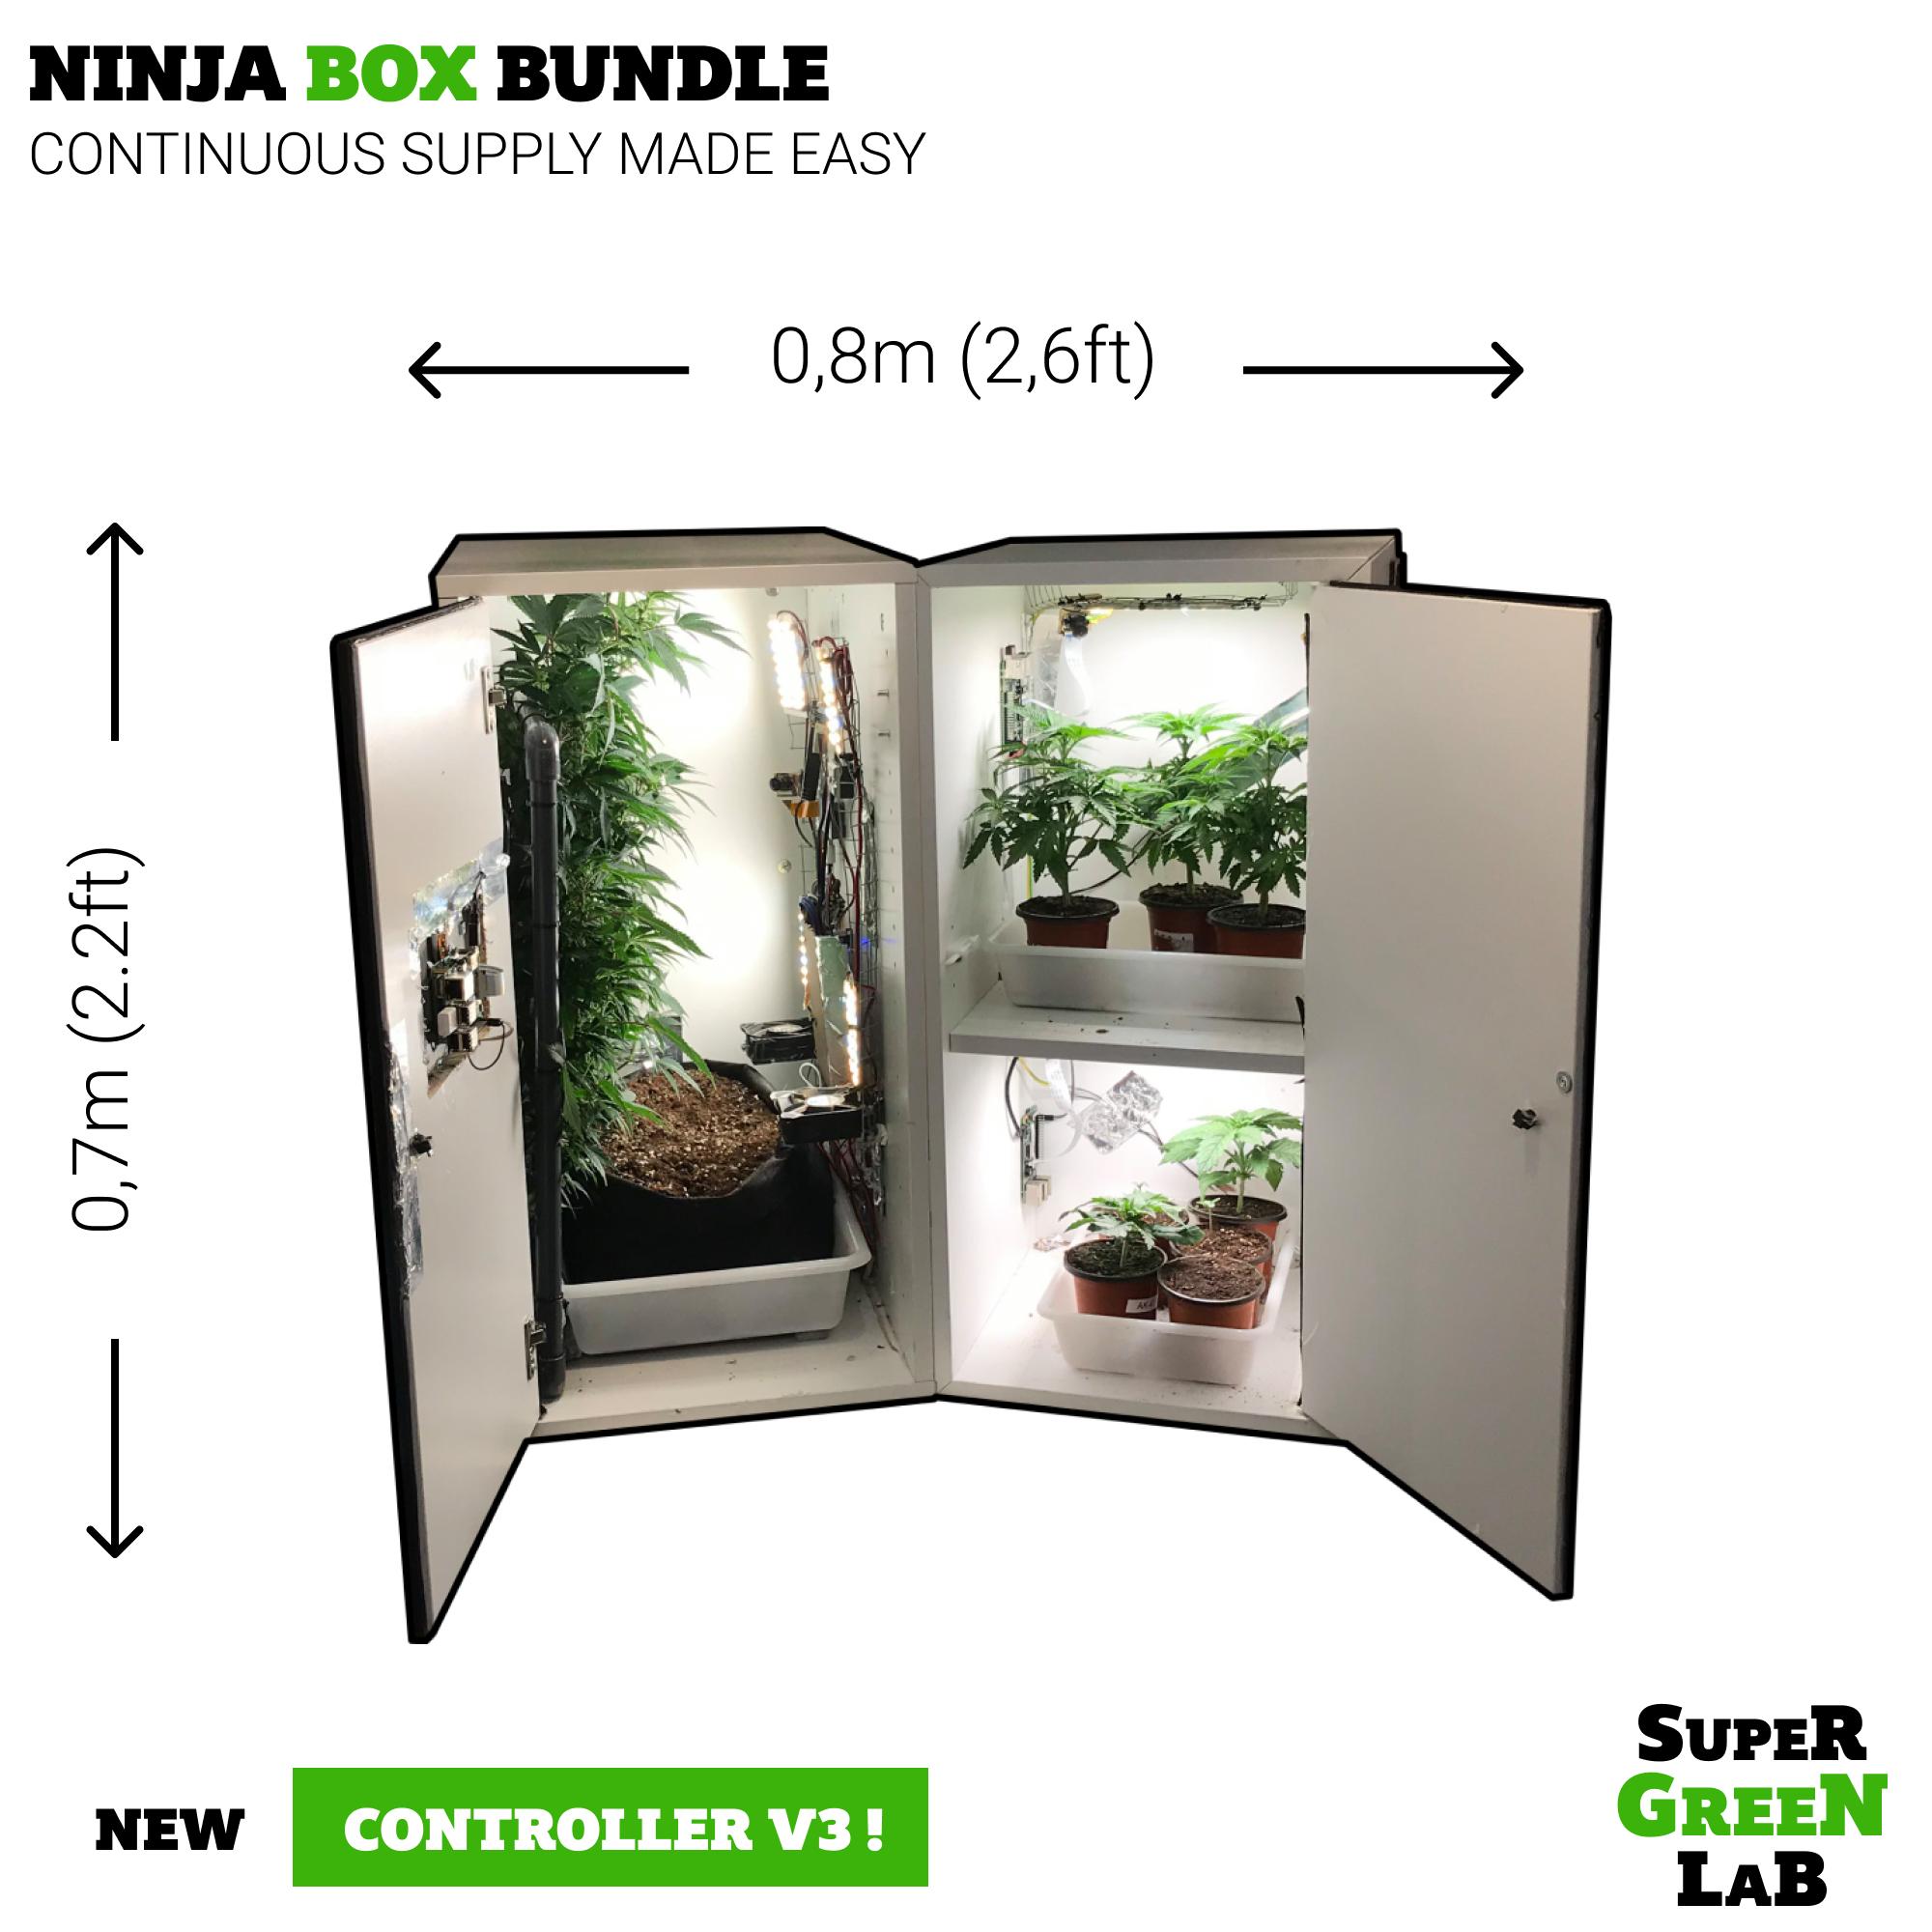 NINJA BOX BUNDLE
CONTINUOUS SUPPLY MADE EASY
0,8m (2,6ft)
0,7m (2.2ft)
NEW
CONTROLLER V3 !
SUPER
GREEN
LAB